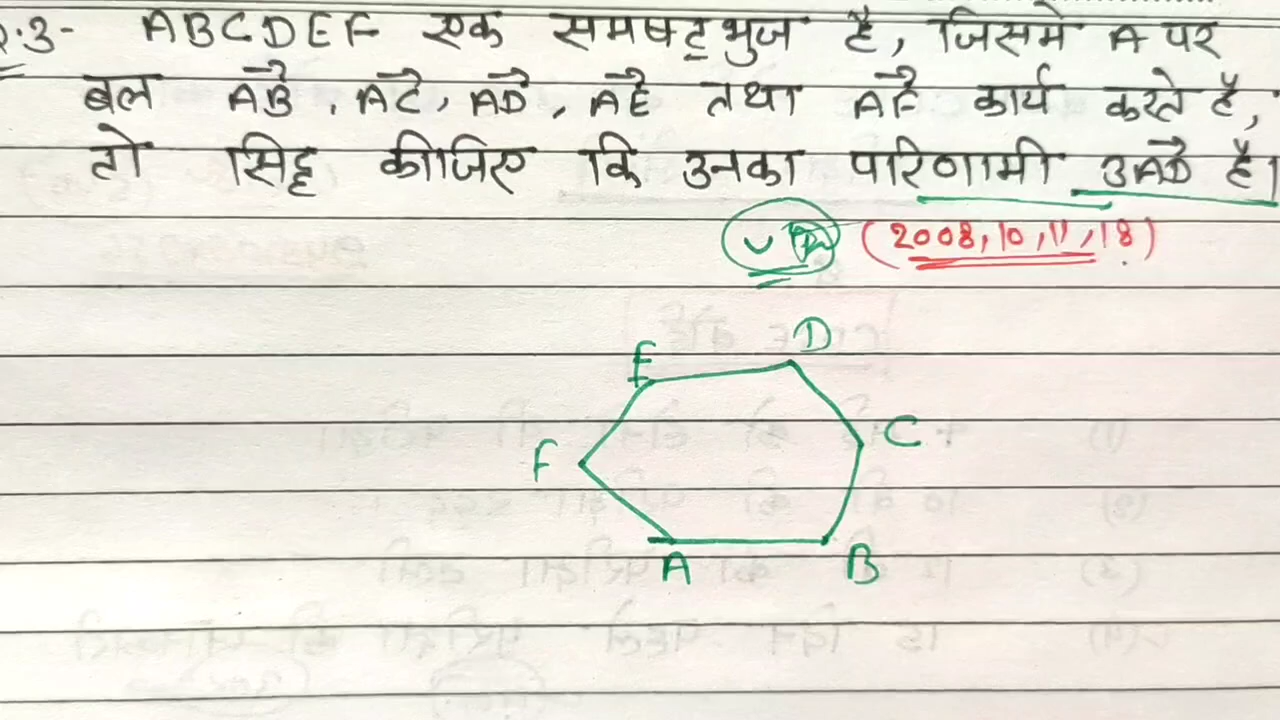 Q.3- ABCDEF एक समषट्भुज है, जिसमे A पर
बल AB⃗, AC⃗, AD⃗, AE⃗ तथा AF⃗ कार्य करते है,
तो सिद्द कीजिए कि उनका परिणामी 3AD⃗ है।
(2008,10,11,18)
E D
F C
A B